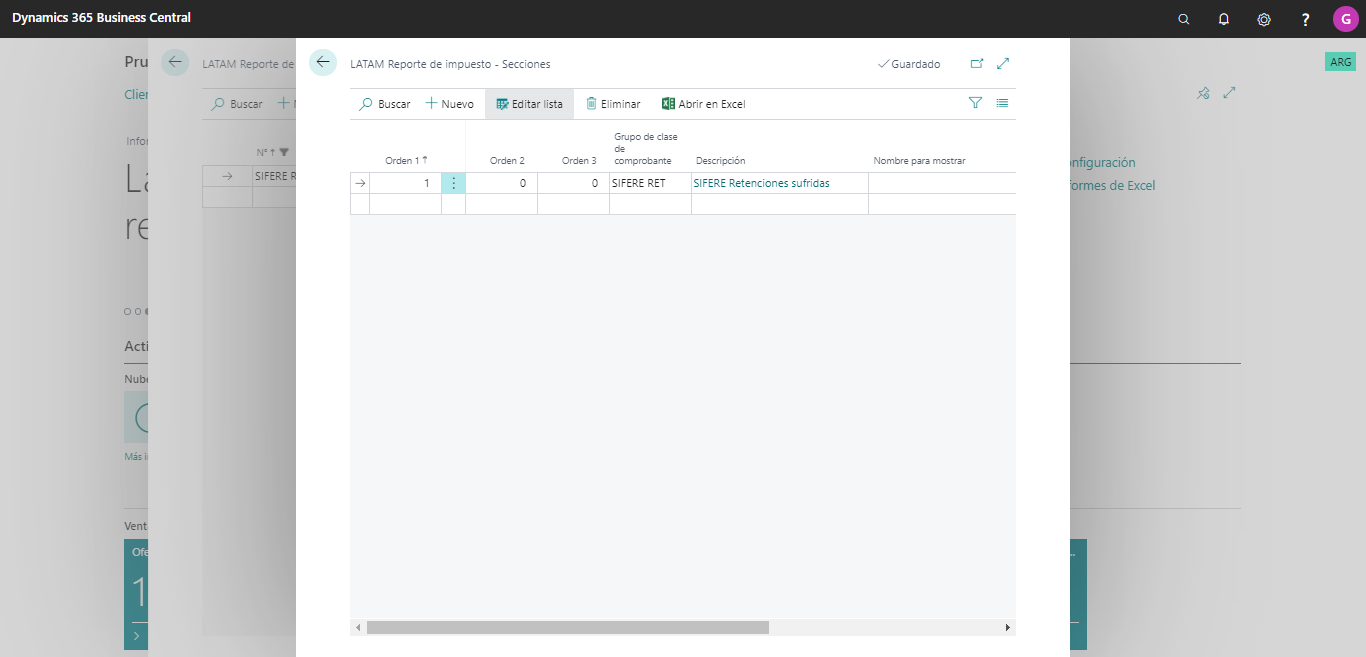 Dynamics 365 Business Central
?
G
ARG
Pru
LATAM Reporte de
LATAM Reporte de impuesto - Secciones
Guardado
Clien
Buscar
Buscar
Nuevo
Editar lista
Eliminar
Abrir en Excel
Infor
Nº ↑
Orden 1 ↑
Orden 2
Orden 3
Grupo de clase
de
comprobante
Descripción
Nombre para mostrar
SIFERE R
1
0
0
SIFERE RET
SIFERE Retenciones sufridas
onfiguración
formes de Excel
La
re
Acti
Nube
Más i
Vent
Ofe
1